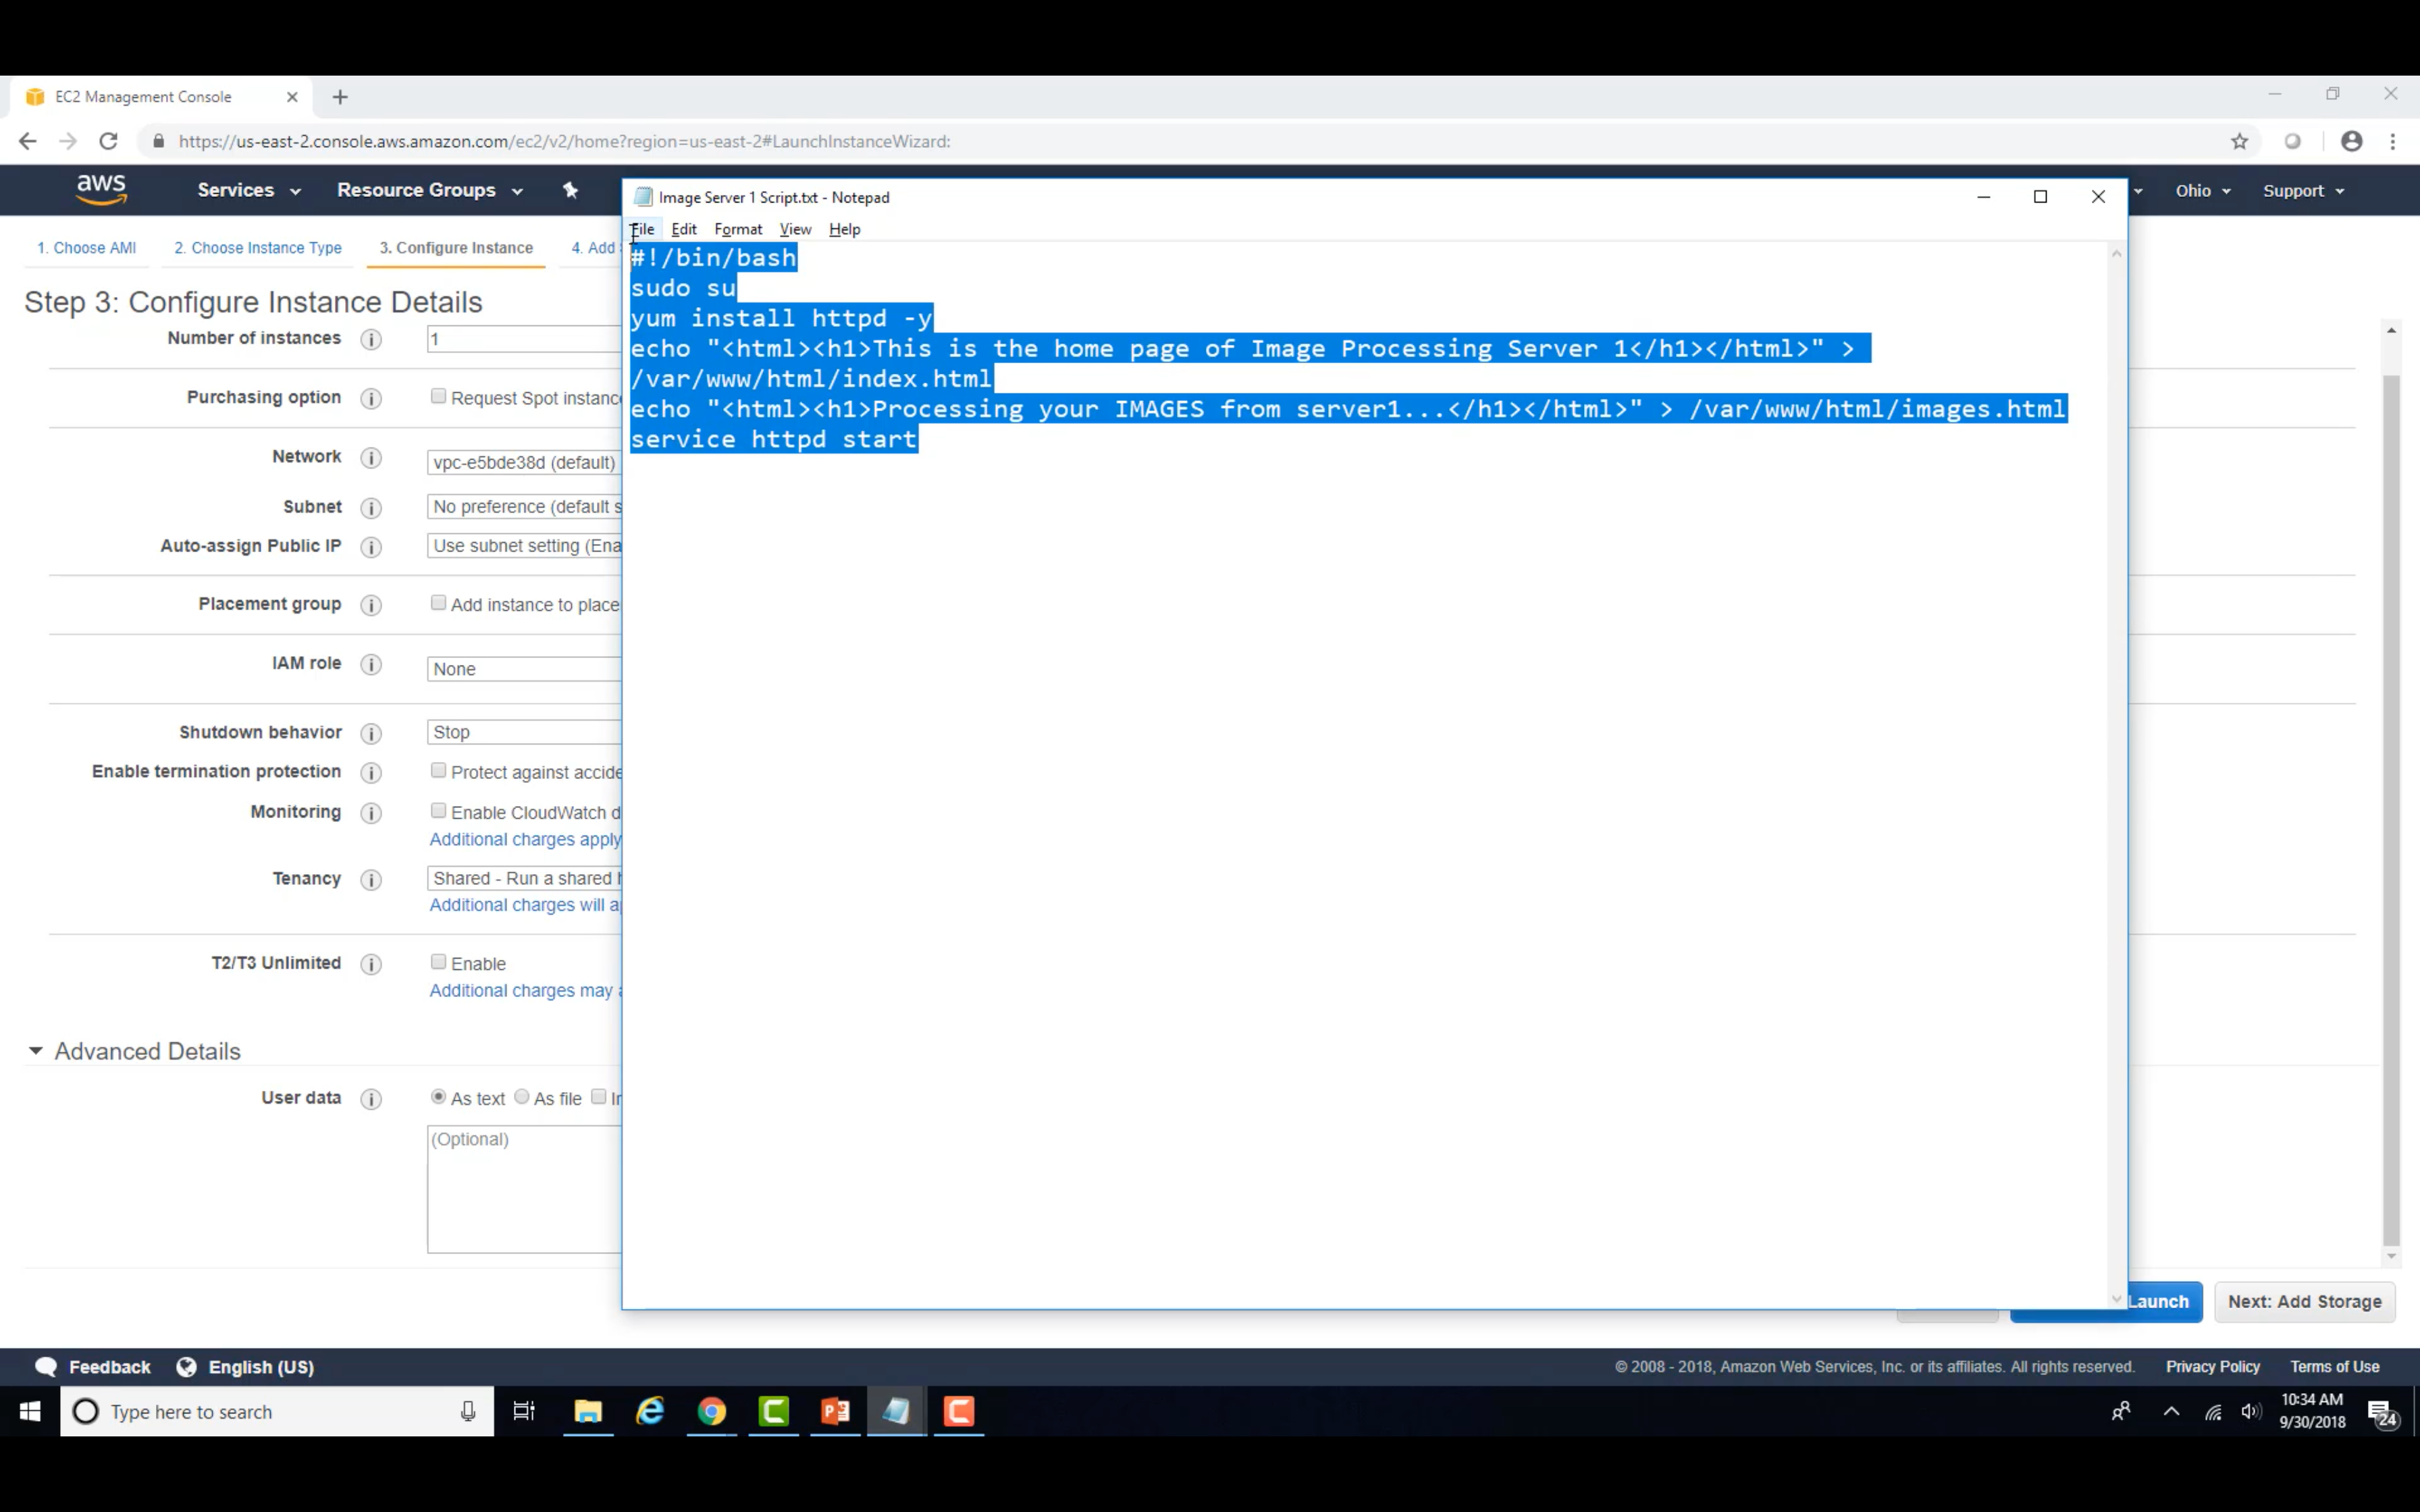 EC2 Management Console
https://us-east-2.console.aws.amazon.com/ec2/v2/home?region=us-east-2#LaunchInstanceWizard:
aws Services Resource Groups Ohio Support
Image Server 1 Script.txt - Notepad
File Edit Format View Help
#!/bin/bash
sudo su
yum install httpd -y
echo "<html><h1>This is the home page of Image Processing Server 1</h1></html>" >
/var/www/html/index.html
echo "<html><h1>Processing your IMAGES from server1...</h1></html>" > /var/www/html/images.html
service httpd start
1. Choose AMI 2. Choose Instance Type 3. Configure Instance 4. Add
Step 3: Configure Instance Details
Number of instances i 1
Purchasing option i Request Spot
Network i vpc-e5bde38d (default)
Subnet i No preference (default
Auto-assign Public IP i Use subnet setting
Placement group i Add instance to
IAM role i None
Shutdown behavior i Stop
Enable termination protection i Protect against
Monitoring i Enable CloudWatch
Additional charges apply
Tenancy i Shared - Run a shared
Additional charges will
T2/T3 Unlimited i Enable
Additional charges may
Advanced Details
User data i As text As file
(Optional)
Launch Next: Add Storage
Feedback English (US) © 2008 - 2018, Amazon Web Services, Inc. or its affiliates. All rights reserved. Privacy Policy Terms of Use
Type here to search
10:34 AM
9/30/2018
24